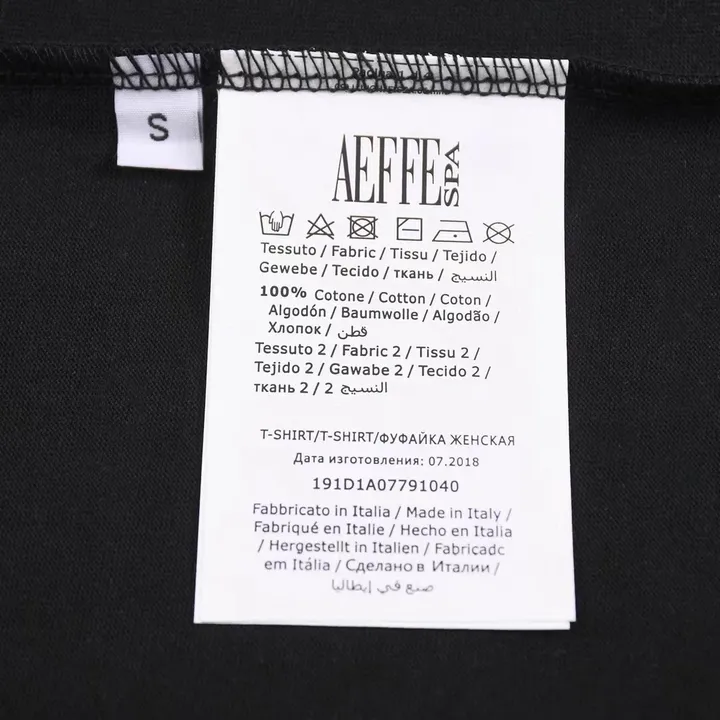 S
AEFFE SPA
Tessuto / Fabric / Tissu / Tejido /
Gewebe / Tecido / ткань / النسيج
100% Cotone / Cotton / Coton /
Algodón / Baumwolle / Algodão /
Хлопок / قطن
Tessuto 2 / Fabric 2 / Tissu 2 /
Tejido 2 / Gawabe 2 / Tecido 2 /
ткань 2 / 2 النسيج
T-SHIRT/T-SHIRT/ФУФАЙКА ЖЕНСКАЯ
Дата изготовления: 07.2018
191D1A07791040
Fabbricato in Italia / Made in Italy /
Fabriqué en Italie / Hecho en Italia
/ Hergestellt in Italien / Fabricadc
em Itália / Сделано в Италии /
صنع في إيطاليا